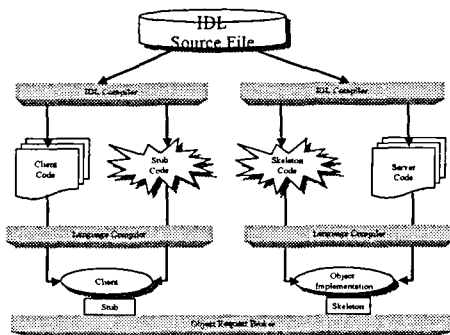 IDL
Source File
IDL Compiler
IDL Compiler
Client
Code
Stub
Code
Skeleton
Code
Server
Code
Language Compiler
Language Compiler
Client
Object
Implementation
Stub
Skeleton
Object Request Broker